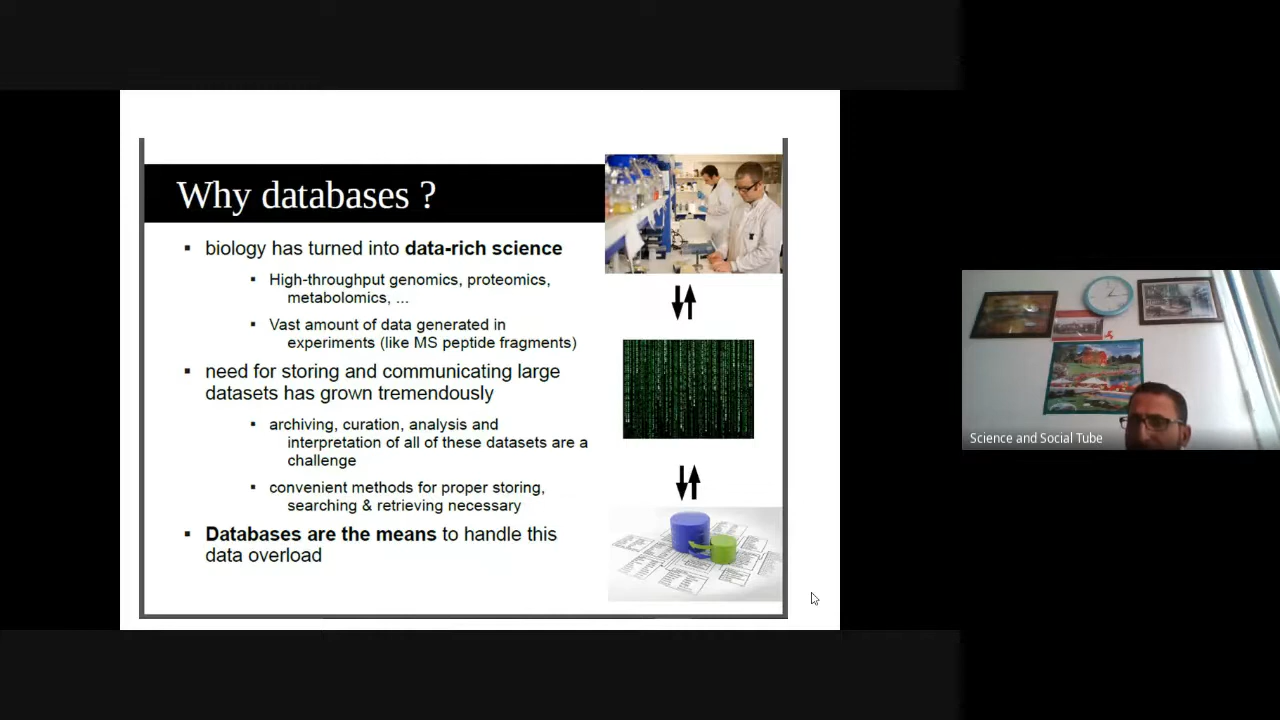 Why databases ?
▪ biology has turned into data-rich science
▪ High-throughput genomics, proteomics,
metabolomics, ...
▪ Vast amount of data generated in
experiments (like MS peptide fragments)
▪ need for storing and communicating large
datasets has grown tremendously
▪ archiving, curation, analysis and
interpretation of all of these datasets are a
challenge
▪ convenient methods for proper storing,
searching & retrieving necessary
▪ Databases are the means to handle this
data overload
Science and Social Tube